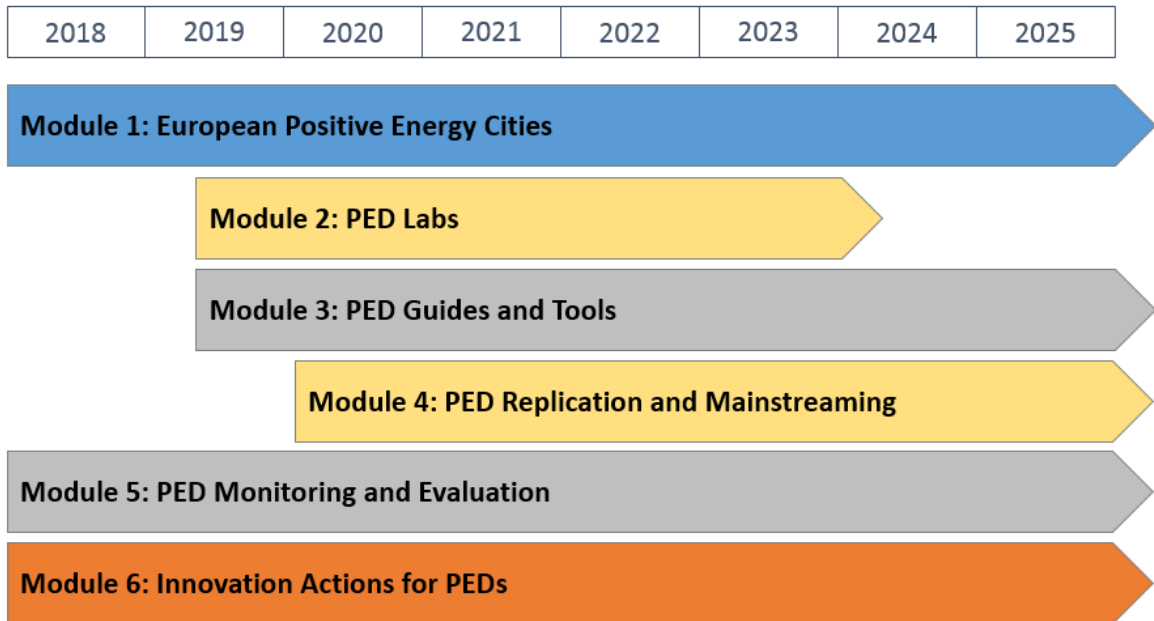 2018 2019 2020 2021 2022 2023 2024 2025
Module 1: European Positive Energy Cities
Module 2: PED Labs
Module 3: PED Guides and Tools
Module 4: PED Replication and Mainstreaming
Module 5: PED Monitoring and Evaluation
Module 6: Innovation Actions for PEDs